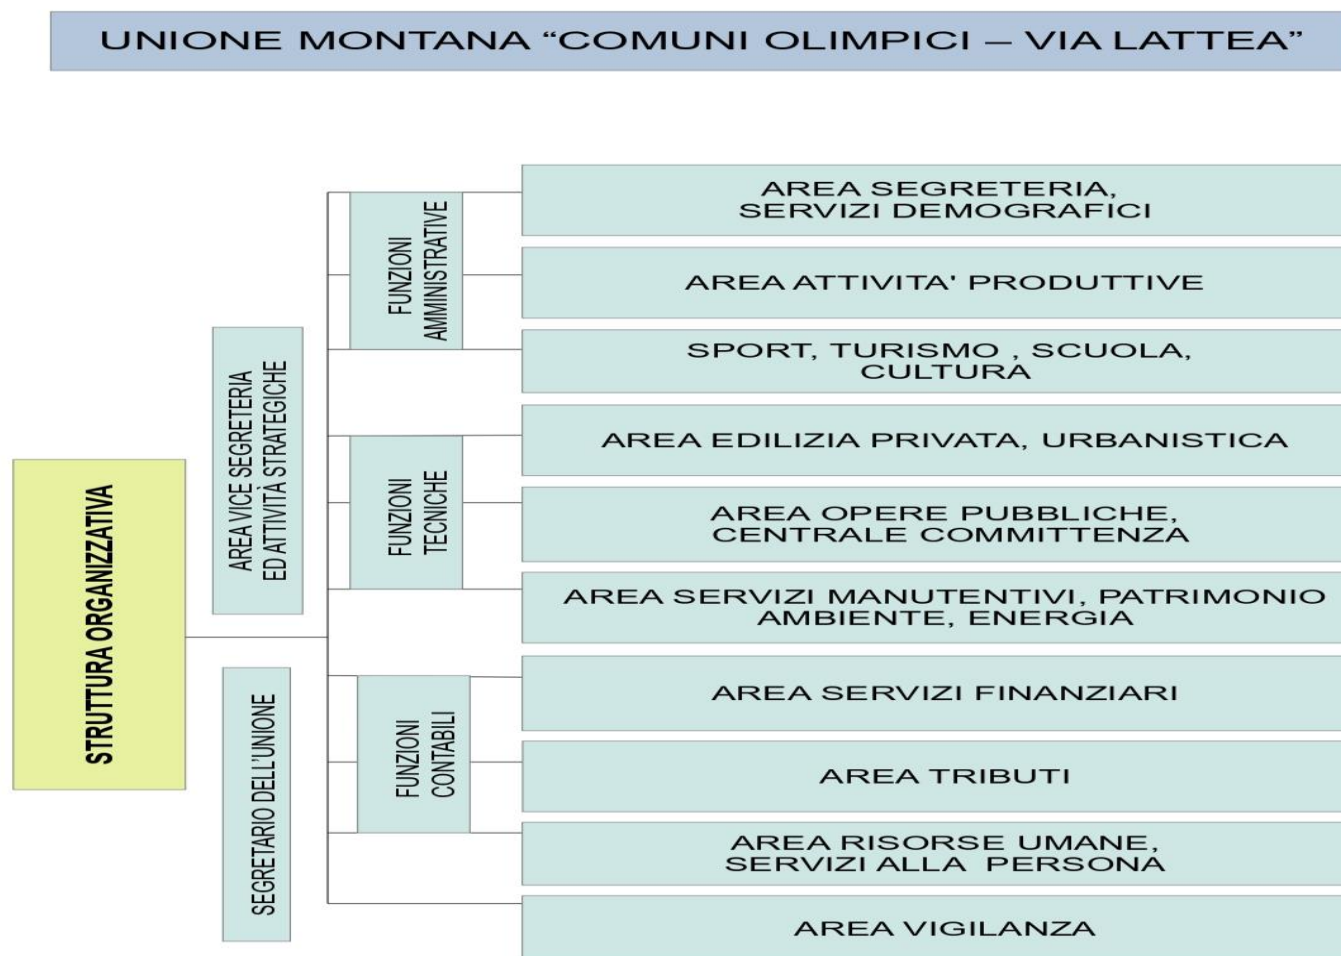 UNIONE MONTANA “COMUNI OLIMPICI – VIA LATTEA”
STRUTTURA ORGANIZZATIVA
AREA VICE SEGRETERIA
ED ATTIVITÀ STRATEGICHE
SEGRETARIO DELL'UNIONE
FUNZIONI
AMMINISTRATIVE
AREA SEGRETERIA,
SERVIZI DEMOGRAFICI
AREA ATTIVITA' PRODUTTIVE
SPORT, TURISMO , SCUOLA,
CULTURA
FUNZIONI
TECNICHE
AREA EDILIZIA PRIVATA, URBANISTICA
AREA OPERE PUBBLICHE,
CENTRALE COMMITTENZA
AREA SERVIZI MANUTENTIVI, PATRIMONIO
AMBIENTE, ENERGIA
FUNZIONI
CONTABILI
AREA SERVIZI FINANZIARI
AREA TRIBUTI
AREA RISORSE UMANE,
SERVIZI ALLA PERSONA
AREA VIGILANZA